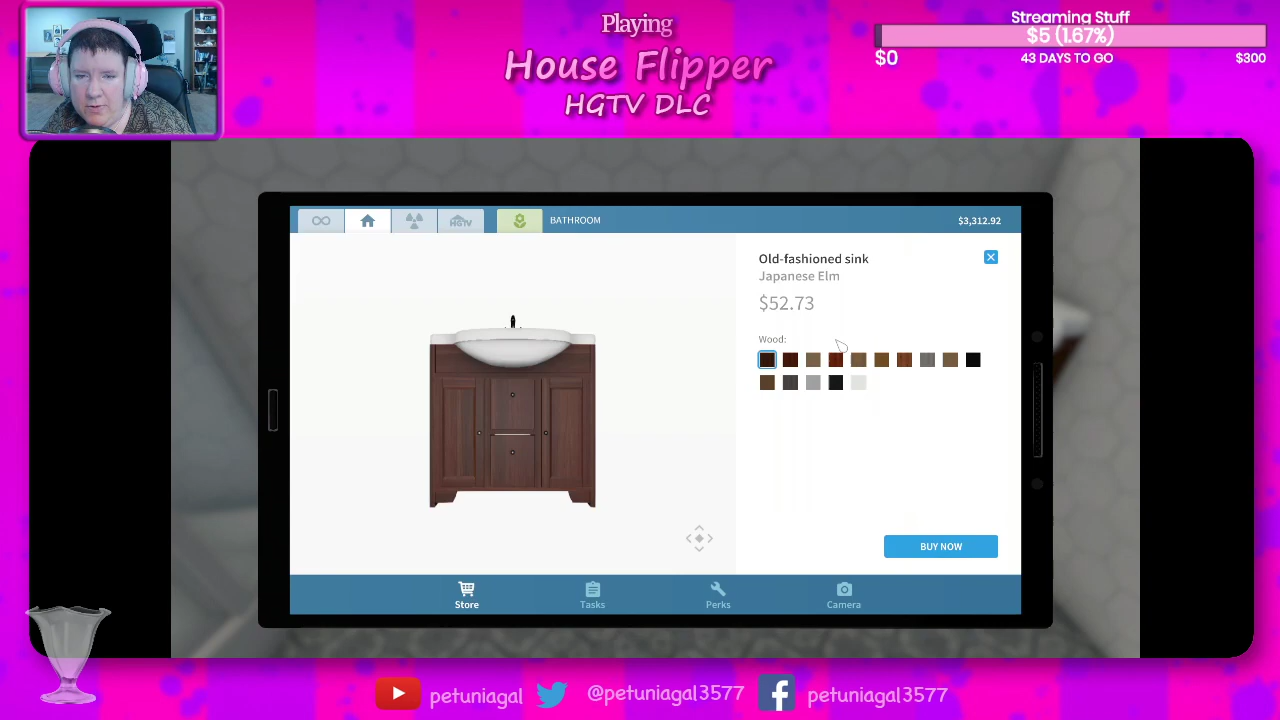 Playing
House Flipper
HGTV DLC
Streaming Stuff
$5 (1.67%)
$0
43 DAYS TO GO
$300
HGTV
BATHROOM
$3,312.92
Old-fashioned sink
Japanese Elm
$52.73
Wood:
BUY NOW
Store
Tasks
Perks
Camera
petuniagal
@petuniagal3577
petuniagal3577